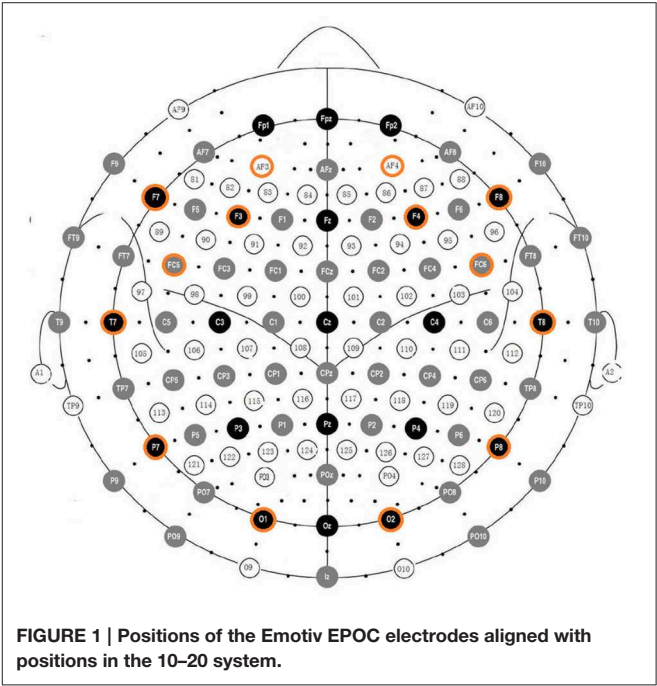 AF9 AF10
Fp1 Fpz Fp2
AF7 AF8
F9 AF3 AFz AF4 F10
81 82 83 84 85 86 87 88
F7 F5 F3 F1 Fz F2 F4 F6 F8
FT9 89 90 91 92 93 94 95 96 FT10
FT7 FC5 FC3 FC1 FCz FC2 FC4 FC6 FT8
97 98 99 100 101 102 103 104
T9 T7 C5 C3 C1 Cz C2 C4 C6 T8 T10
105 106 107 108 109 110 111 112
A1 A2
TP7 CP5 CP3 CP1 CPz CP2 CP4 CP6 TP8
TP9 113 114 115 116 117 118 119 120 TP10
P7 P5 P3 P1 Pz P2 P4 P6 P8
121 122 123 124 125 126 127 128
P9 PO3 POz PO4 P10
PO7 PO8
O1 Oz O2
PO9 PO10
O9 Iz O10
FIGURE 1 | Positions of the Emotiv EPOC electrodes aligned with
positions in the 10–20 system.